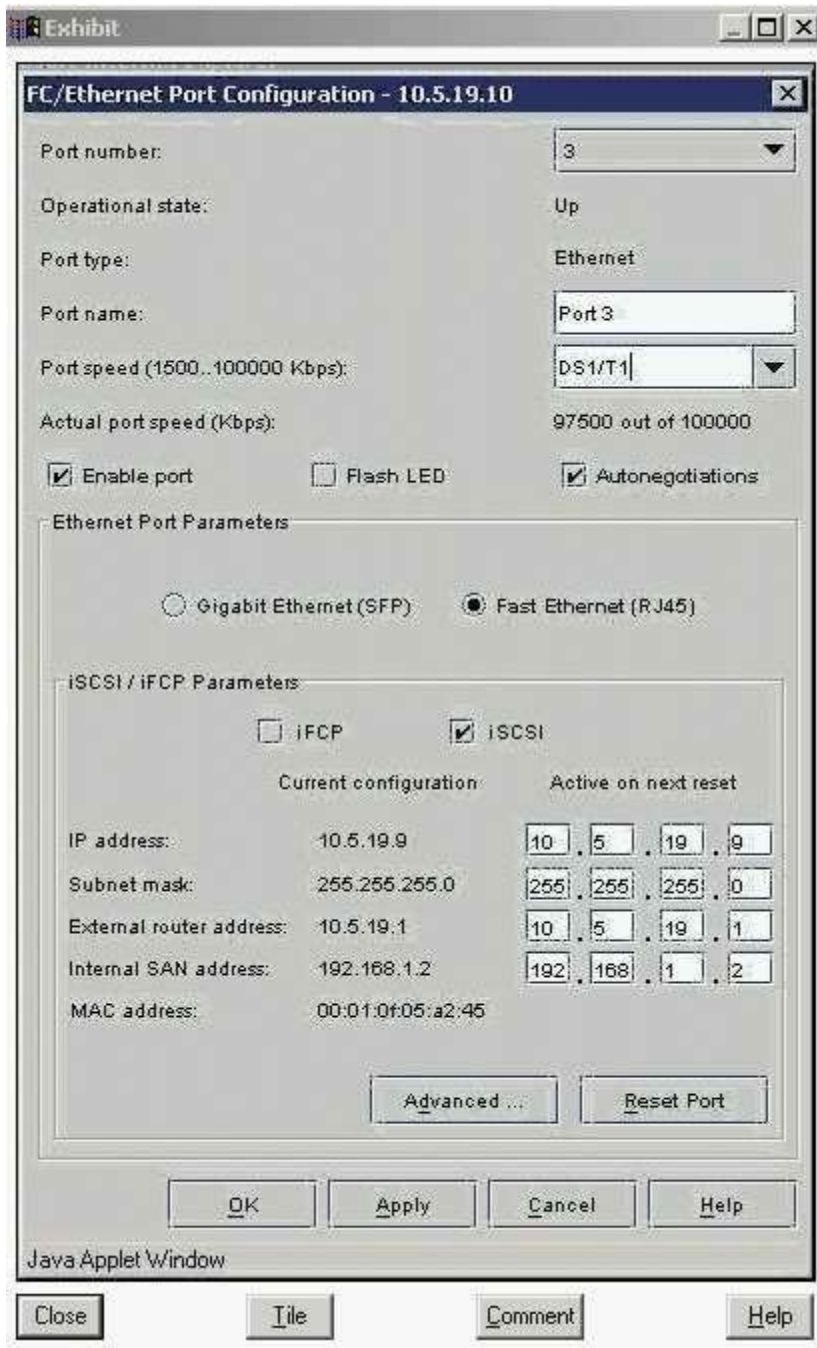 Exhibit
FC/Ethernet Port Configuration - 10.5.19.10
Port number: 3
Operational state: Up
Port type: Ethernet
Port name: Port 3
Port speed (1500..100000 Kbps): DS1/T1
Actual port speed (Kbps): 97500 out of 100000
Enable port Flash LED Autonegotiations
Ethernet Port Parameters
Gigabit Ethernet (SFP) Fast Ethernet (RJ45)
iSCSI / iFCP Parameters
iFCP iSCSI
Current configuration Active on next reset
IP address: 10.5.19.9 10 . 5 . 19 . 9
Subnet mask: 255.255.255.0 255 . 255 . 255 . 0
External router address: 10.5.19.1 10 . 5 . 19 . 1
Internal SAN address: 192.168.1.2 192 . 168 . 1 . 2
MAC address: 00:01:0f:05:a2:45
Advanced ... Reset Port
OK Apply Cancel Help
Java Applet Window
Close Tile Comment Help